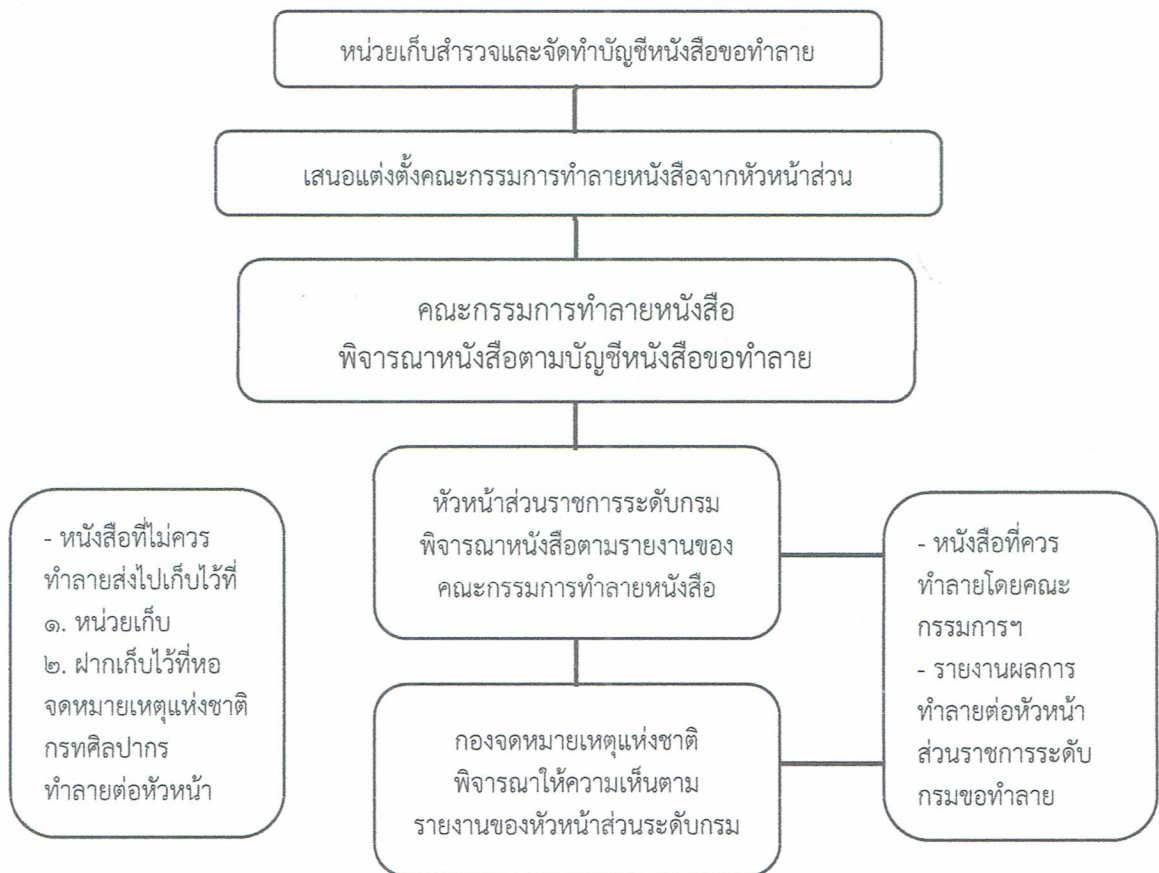 หน่วยเก็บสำรวจและจัดทำบัญชีหนังสือขอทำลาย
เสนอแต่งตั้งคณะกรรมการทำลายหนังสือจากหัวหน้าส่วน
คณะกรรมการทำลายหนังสือ
พิจารณาหนังสือตามบัญชีหนังสือขอทำลาย
หัวหน้าส่วนราชการระดับกรม
พิจารณาหนังสือตามรายงานของ
คณะกรรมการทำลายหนังสือ
- หนังสือที่ไม่ควร
ทำลายส่งไปเก็บไว้ที่
๑. หน่วยเก็บ
๒. ฝากเก็บไว้ที่หอ
จดหมายเหตุแห่งชาติ
กรทศิลปากร
ทำลายต่อหัวหน้า
- หนังสือที่ควร
ทำลายโดยคณะ
กรรมการฯ
- รายงานผลการ
ทำลายต่อหัวหน้า
ส่วนราชการระดับ
กรมขอทำลาย
กองจดหมายเหตุแห่งชาติ
พิจารณาให้ความเห็นตาม
รายงานของหัวหน้าส่วนระดับกรม